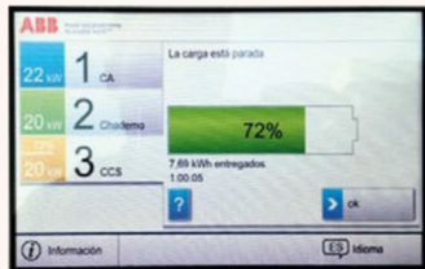 ABB
22 kW 1 CA
20 kW 2 Chademo
72%
20 kW 3 CCS
La carga está parada
72%
7,69 kWh entregados
1:00:05
?
> ok
i Información
ES Idioma